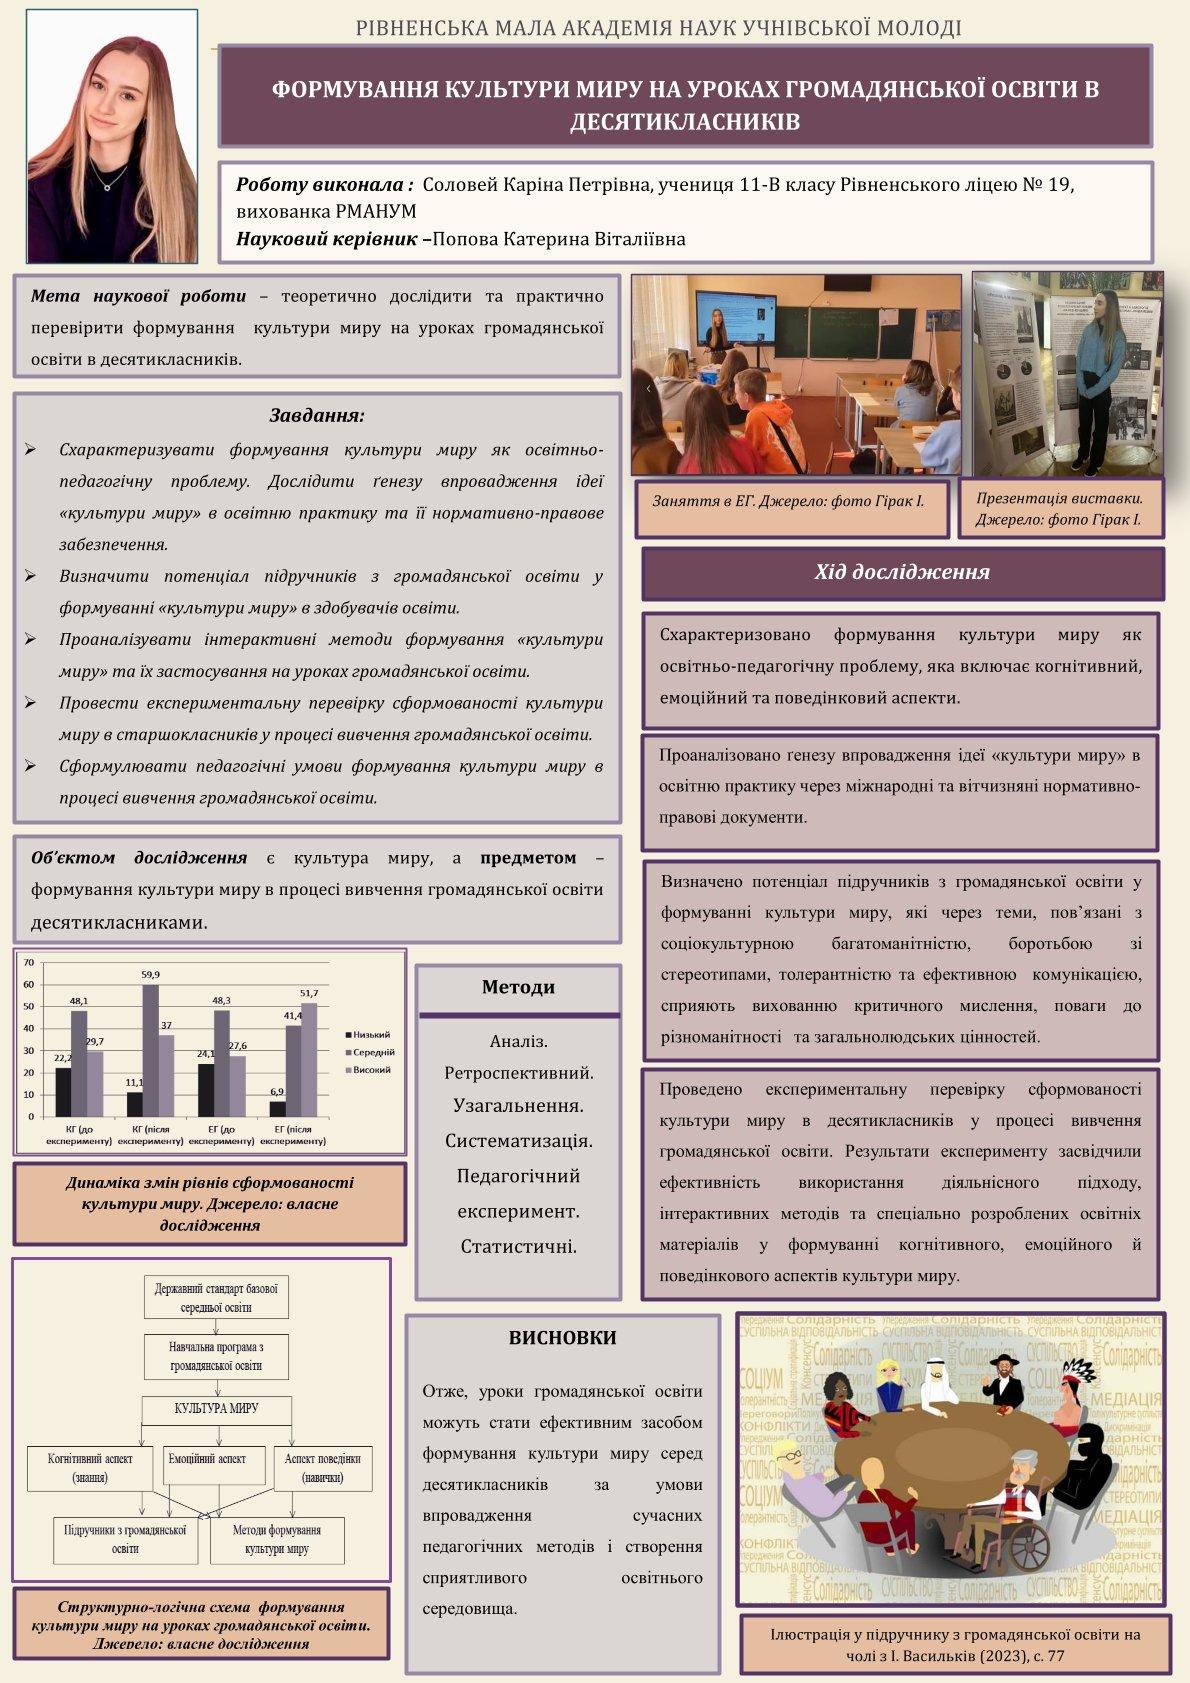 РІВНЕНСЬКА МАЛА АКАДЕМІЯ НАУК УЧНІВСЬКОЇ МОЛОДІ
ФОРМУВАННЯ КУЛЬТУРИ МИРУ НА УРОКАХ ГРОМАДЯНСЬКОЇ ОСВІТИ В
ДЕСЯТИКЛАСНИКІВ
Роботу виконала : Соловей Каріна Петрівна, учениця 11-В класу Рівненського ліцею № 19,
вихованка РМАНУМ
Науковий керівник –Попова Катерина Віталіївна
Мета наукової роботи – теоретично дослідити та практично
перевірити формування культури миру на уроках громадянської
освіти в десятикласників.
Завдання:
➢ Схарактеризувати формування культури миру як освітньо-
педагогічну проблему. Дослідити ґенезу впровадження ідеї
«культури миру» в освітню практику та її нормативно-правове
забезпечення.
➢ Визначити потенціал підручників з громадянської освіти у
формуванні «культури миру» в здобувачів освіти.
➢ Проаналізувати інтерактивні методи формування «культури
миру» та їх застосування на уроках громадянської освіти.
➢ Провести експериментальну перевірку сформованості культури
миру в старшокласників у процесі вивчення громадянської освіти.
➢ Сформулювати педагогічні умови формування культури миру в
процесі вивчення громадянської освіти.
Об’єктом дослідження є культура миру, а предметом –
формування культури миру в процесі вивчення громадянської освіти
десятикласниками.
Заняття в ЕГ. Джерело: фото Гірак І.
Презентація виставки.
Джерело: фото Гірак І.
Хід дослідження
Схарактеризовано формування культури миру як
освітньо-педагогічну проблему, яка включає когнітивний,
емоційний та поведінковий аспекти.
Проаналізовано ґенезу впровадження ідеї «культури миру» в
освітню практику через міжнародні та вітчизняні нормативно-
правові документи.
Визначено потенціал підручників з громадянської освіти у
формуванні культури миру, які через теми, пов’язані з
соціокультурною багатоманітністю, боротьбою зі
стереотипами, толерантністю та ефективною комунікацією,
сприяють вихованню критичного мислення, поваги до
різноманітності та загальнолюдських цінностей.
Проведено експериментальну перевірку сформованості
культури миру в десятикласників у процесі вивчення
громадянської освіти. Результати експерименту засвідчили
ефективність використання діяльнісного підходу,
інтерактивних методів та спеціально розроблених освітніх
матеріалів у формуванні когнітивного, емоційного й
поведінкового аспектів культури миру.
70
60
50
40
30
20
10
0
22,2 48,1 29,7
11,1 59,9 37
24,1 48,3 27,6
6,9 41,4 51,7
КГ (до експерименту)
КГ (після експерименту)
ЕГ (до експерименту)
ЕГ (після експерименту)
Низький
Середній
Високий
Динаміка змін рівнів сформованості
культури миру. Джерело: власне
дослідження
Методи
Аналіз.
Ретроспективний.
Узагальнення.
Систематизація.
Педагогічний
експеримент.
Статистичні.
Державний стандарт базової
середньої освіти
Навчальна програма з
громадянської освіти
КУЛЬТУРА МИРУ
Когнітивний аспект
(знання)
Емоційний аспект
Аспект поведінки
(навички)
Підручники з громадянської
освіти
Методи формування
культури миру
Структурно-логічна схема формування
культури миру на уроках громадянської освіти.
Джерело: власне дослідження
ВИСНОВКИ
Отже, уроки громадянської освіти
можуть стати ефективним засобом
формування культури миру серед
десятикласників за умови
впровадження сучасних
педагогічних методів і створення
сприятливого освітнього
середовища.
Солідарність
СУСПІЛЬНА ВІДПОВІДАЛЬНІСТЬ
СОЦІУМ
МЕДІАЦІЯ
КОНФЛІКТИ
Ілюстрація у підручнику з громадянської освіти на
чолі з І. Васильків (2023), с. 77